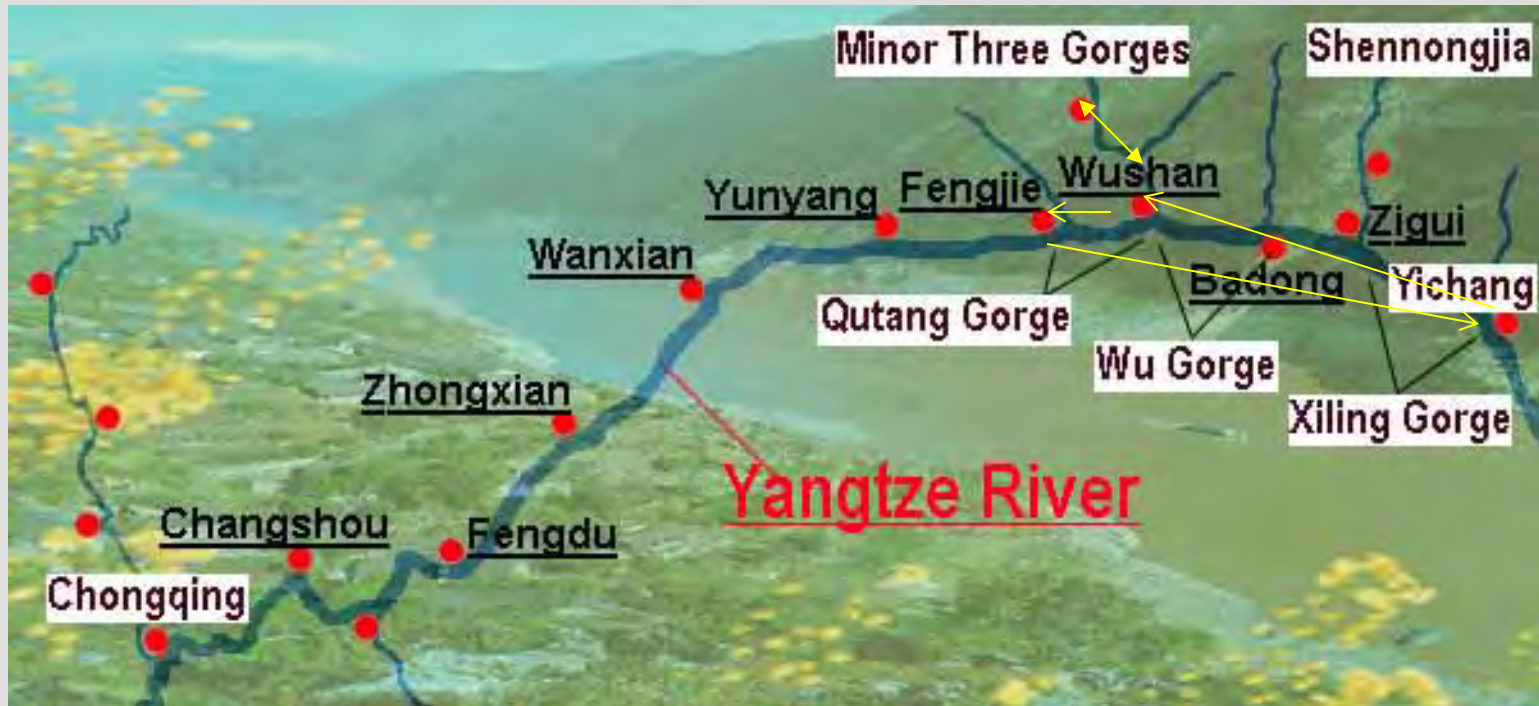 Minor Three Gorges
Shennongjia
Wushan
Fengjie
Yunyang
Zigui
Wanxian
Badong
Yichang
Qutang Gorge
Wu Gorge
Zhongxian
Xiling Gorge
Yangtze River
Changshou
Fengdu
Chongqing